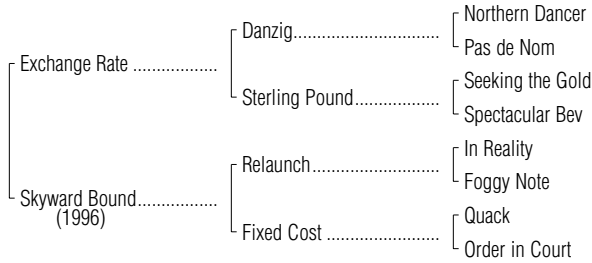 Northern Dancer
Danzig................................
Pas de Nom
Exchange Rate ..................
Seeking the Gold
Sterling Pound...................
Spectacular Bev
In Reality
Relaunch............................
Foggy Note
Skyward Bound.................
(1996)
Quack
Fixed Cost .........................
Order in Court